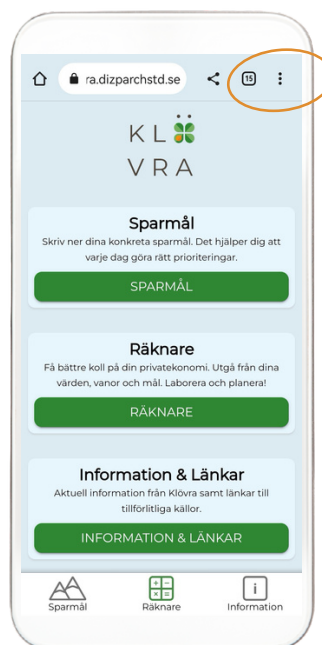 ra.dizparchstd.se
15
KLÖ
VRA
Sparmål
Skriv ner dina konkreta sparmål. Det hjälper dig att
varje dag göra rätt prioriteringar.
SPARMÅL
Räknare
Få bättre koll på din privatekonomi. Utgå från dina
värden, vanor och mål. Laborera och planera!
RÄKNARE
Information & Länkar
Aktuell information från Klövra samt länkar till
tillförlitliga källor.
INFORMATION & LÄNKAR
Sparmål Räknare Information